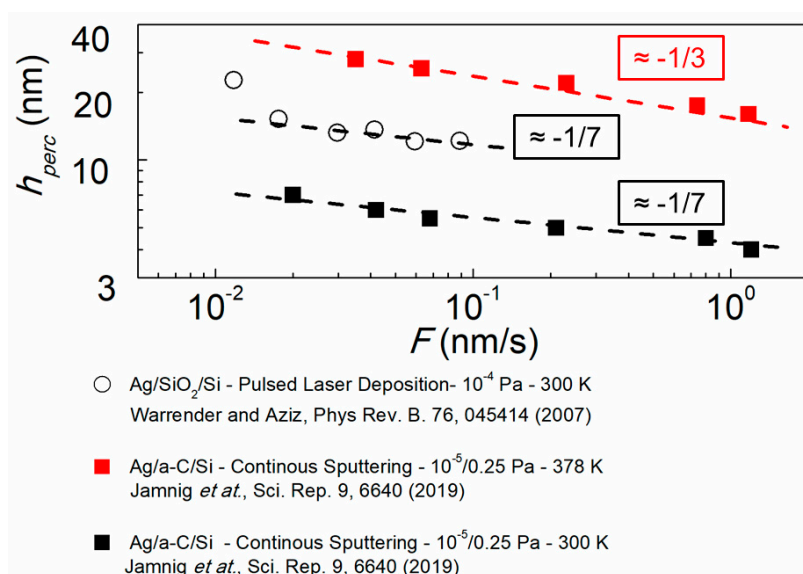 40
20
10
3
h_perc (nm)
≈ -1/3
≈ -1/7
≈ -1/7
10⁻² 10⁻¹ 10⁰
F (nm/s)
Ag/SiO₂/Si - Pulsed Laser Deposition- 10⁻⁴ Pa - 300 K
Warrender and Aziz, Phys Rev. B. 76, 045414 (2007)
Ag/a-C/Si - Continous Sputtering - 10⁻⁵/0.25 Pa - 378 K
Jamnig et at., Sci. Rep. 9, 6640 (2019)
Ag/a-C/Si - Continous Sputtering - 10⁻⁵/0.25 Pa - 300 K
Jamnig et at., Sci. Rep. 9, 6640 (2019)